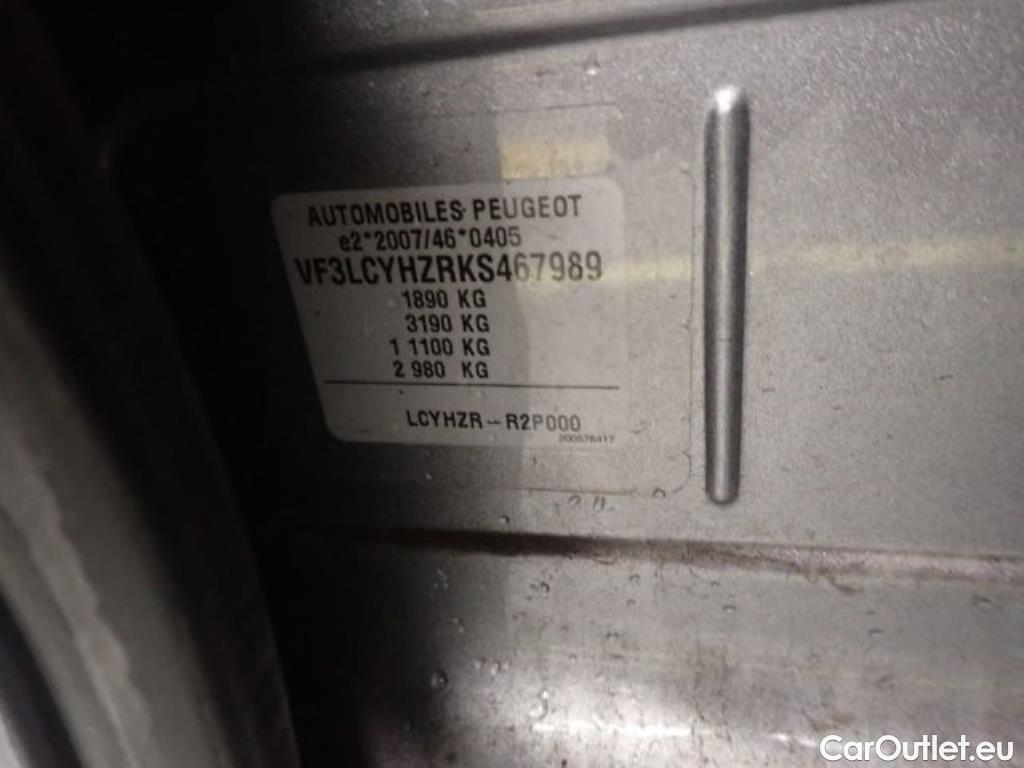 AUTOMOBILES PEUGEOT
e2*2007/46*0405
VF3LCYHZRKS467989
1890 KG
3190 KG
1 1100 KG
2 980 KG
LCYHZR - R2P000
200578417
CarOutlet.eu